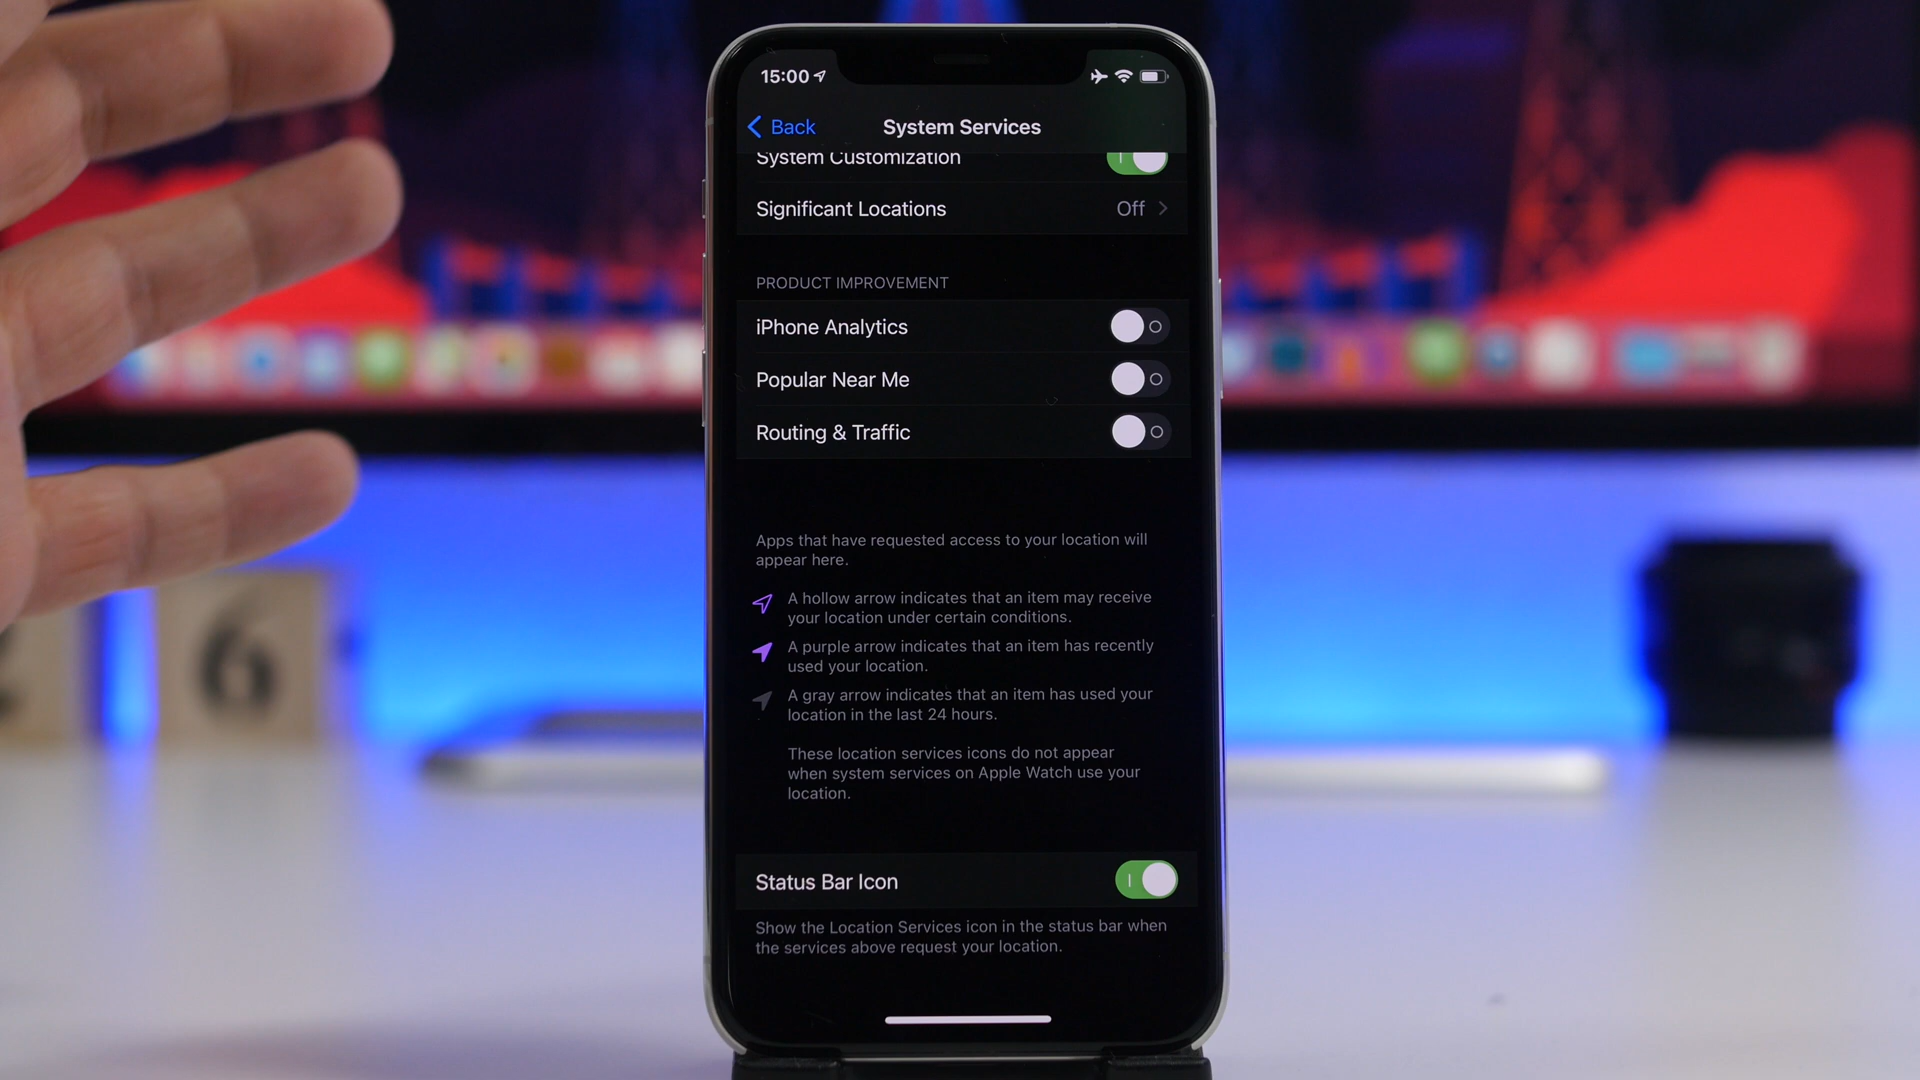 15:00
Back
System Services
System Customization
Significant Locations
Off
PRODUCT IMPROVEMENT
iPhone Analytics
Popular Near Me
Routing & Traffic
Apps that have requested access to your location will
appear here.
A hollow arrow indicates that an item may receive
your location under certain conditions.
A purple arrow indicates that an item has recently
used your location.
A gray arrow indicates that an item has used your
location in the last 24 hours.
These location services icons do not appear
when system services on Apple Watch use your
location.
Status Bar Icon
Show the Location Services icon in the status bar when
the services above request your location.
6